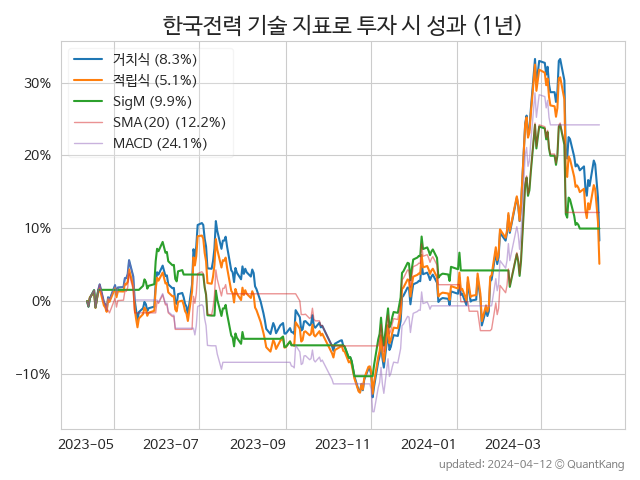 한국전력 기술 지표로 투자 시 성과 (1년)
거치식 (8.3%)
적립식 (5.1%)
SigM (9.9%)
SMA(20) (12.2%)
MACD (24.1%)
30%
20%
10%
0%
−10%
2023-05
2023-07
2023-09
2023-11
2024-01
2024-03
updated: 2024-04-12 © QuantKang